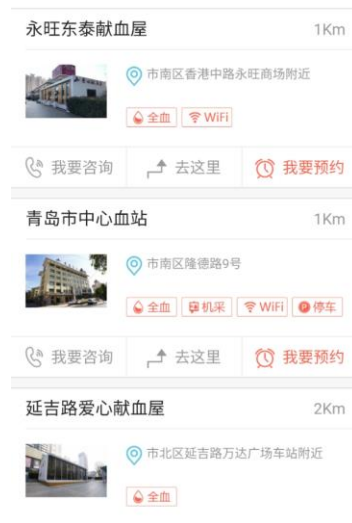 永旺东泰献血屋 1Km
市南区香港中路永旺商场附近
全血 WiFi
我要咨询 去这里 我要预约
青岛市中心血站 1Km
市南区隆德路9号
全血 机采 WiFi P停车
我要咨询 去这里 我要预约
延吉路爱心献血屋 2Km
市北区延吉路万达广场车站附近
全血